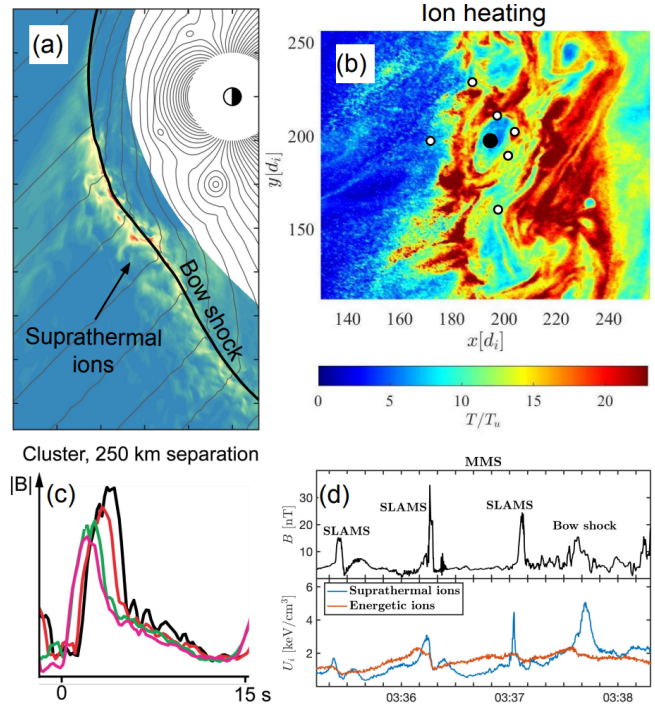 (a)
Suprathermal
ions
Bow shock
Ion heating
(b)
y[d_i]
250
200
150
140
160
180
200
220
240
x[d_i]
0
5
10
15
20
T/T_u
Cluster, 250 km separation
|B|
(c)
0
15 s
MMS
(d)
B [nT]
30
20
10
SLAMS
SLAMS
SLAMS
Bow shock
U_i [keV/cm³]
6
4
2
Suprathermal ions
Energetic ions
03:36
03:37
03:38